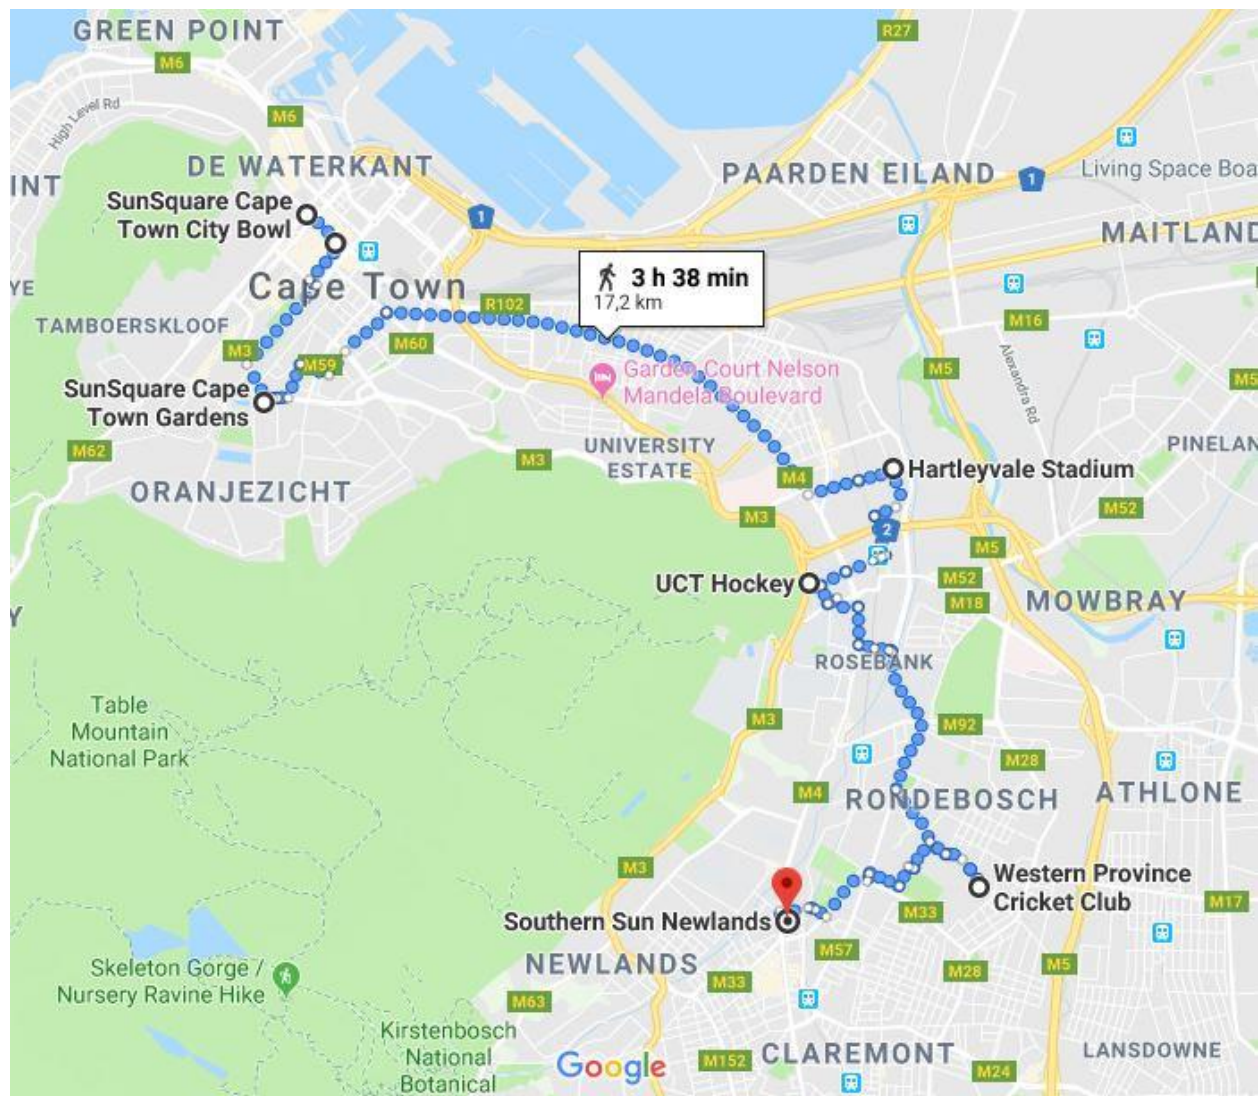 GREEN POINT
M6
R27
High Level Rd
M6
DE WATERKANT
PAARDEN EILAND
1
Living Space Boa
INT
SunSquare Cape
Town City Bowl
1
MAITLAND
3 h 38 min
17,2 km
YE
Cape Town
R102
TAMBOERSKLOOF
M3
M59
M60
M16
Alexandra Rd
M5
M5
Garden Court Nelson
Mandela Boulevard
SunSquare Cape
Town Gardens
M62
UNIVERSITY
ESTATE
M3
M4
Hartleyvale Stadium
PINELAN
ORANJEZICHT
M3
2
M52
M5
UCT Hockey
M52
M18
MOWBRAY
Y
ROSEBANK
Table
Mountain
National Park
M3
M92
M28
M4
RONDEBOSCH
ATHLONE
M3
Western Province
Cricket Club
M33
M17
Southern Sun Newlands
M57
NEWLANDS
M33
M28
M5
Skeleton Gorge /
Nursery Ravine Hike
M63
Kirstenbosch
National
Botanical
Google
M152
CLAREMONT
M24
LANSDOWNE